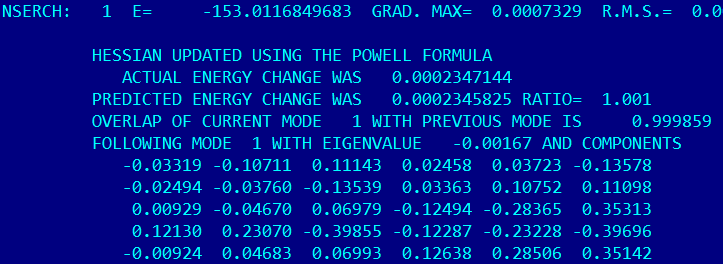 NSERCH: 1 E= -153.0116849683 GRAD. MAX= 0.0007329 R.M.S.= 0.0
HESSIAN UPDATED USING THE POWELL FORMULA
ACTUAL ENERGY CHANGE WAS 0.0002347144
PREDICTED ENERGY CHANGE WAS 0.0002345825 RATIO= 1.001
OVERLAP OF CURRENT MODE 1 WITH PREVIOUS MODE IS 0.999859
FOLLOWING MODE 1 WITH EIGENVALUE -0.00167 AND COMPONENTS
-0.03319 -0.10711 0.11143 0.02458 0.03723 -0.13578
-0.02494 -0.03760 -0.13539 0.03363 0.10752 0.11098
0.00929 -0.04670 0.06979 -0.12494 -0.28365 0.35313
0.12130 0.23070 -0.39855 -0.12287 -0.23228 -0.39696
-0.00924 0.04683 0.06993 0.12638 0.28506 0.35142